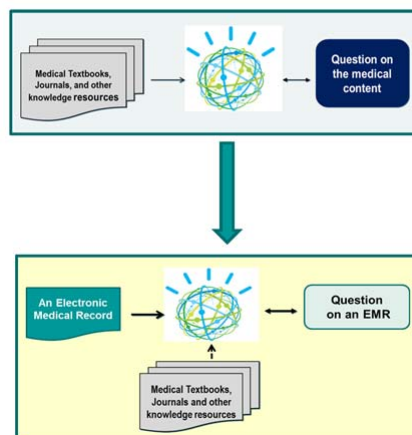 Medical Textbooks,
Journals, and other
knowledge resources
Question on
the medical
content
An Electronic
Medical Record
Question
on an EMR
Medical Textbooks,
Journals and other
knowledge resources